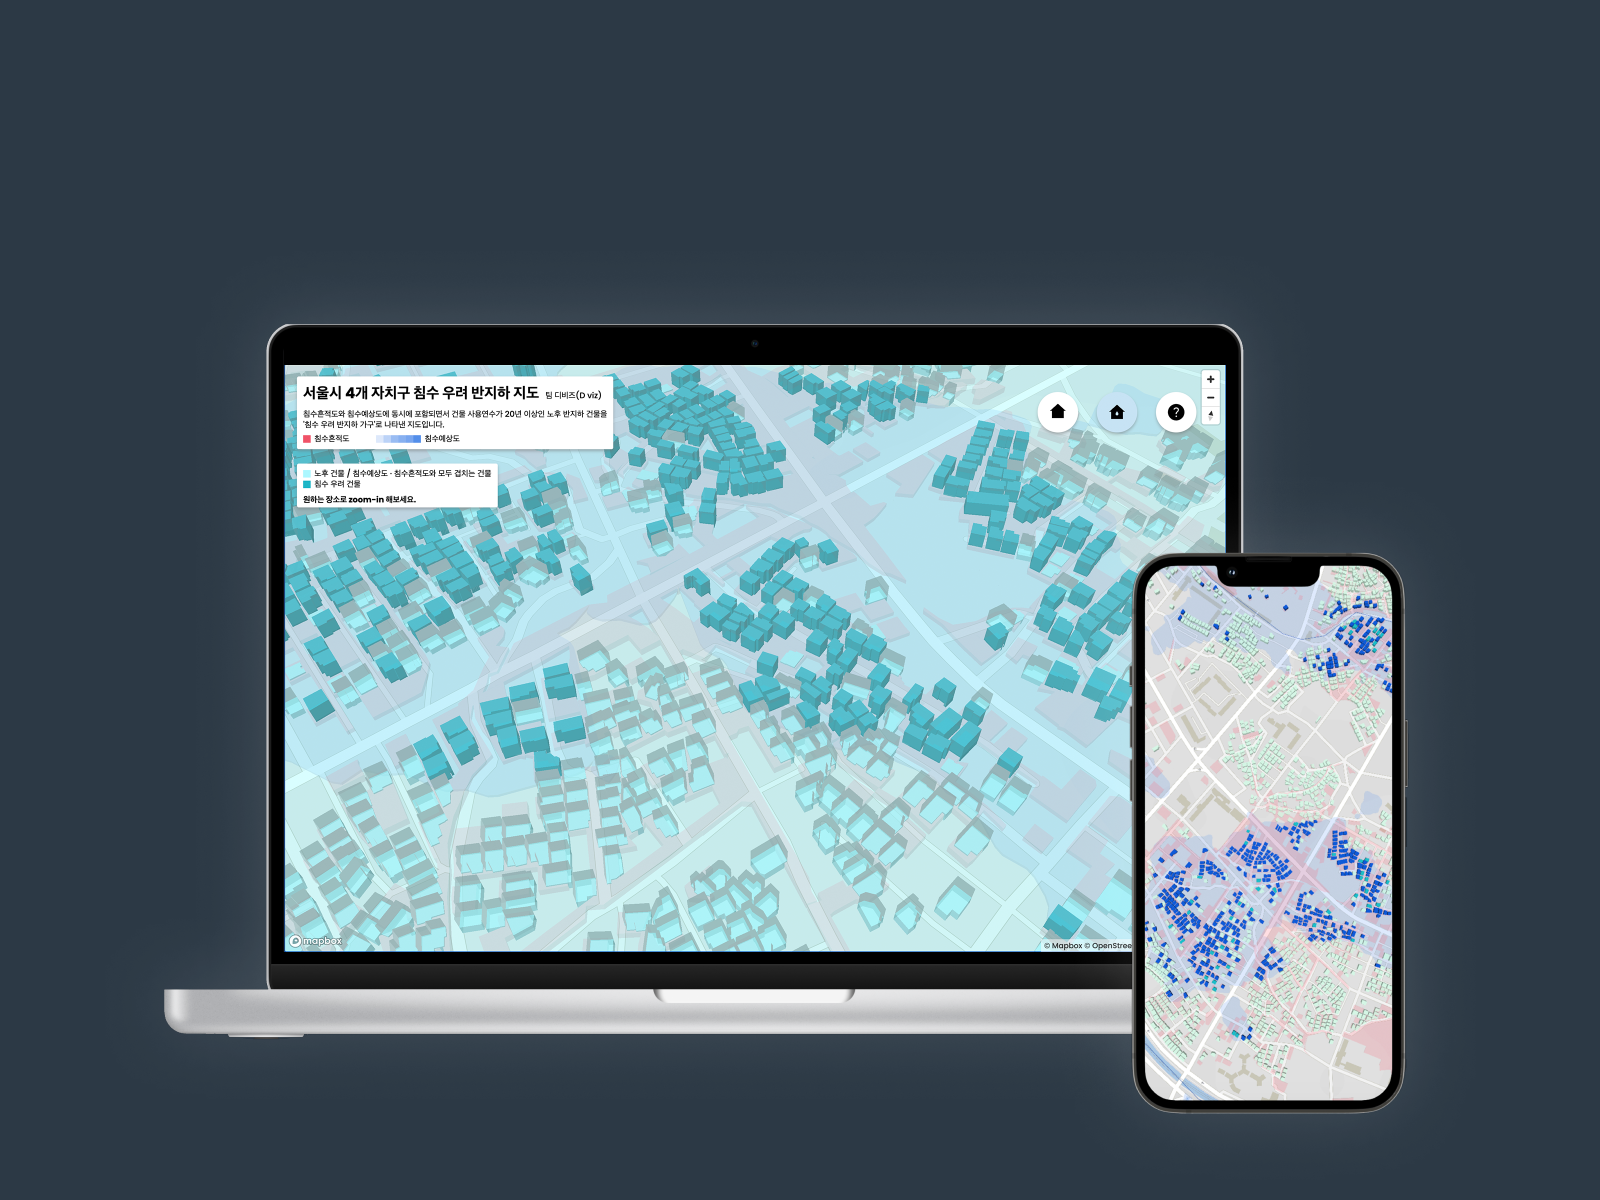 서울시 4개 자치구 침수 우려 반지하 지도 팀 디비즈(D viz)
침수흔적도와 침수예상도에 동시에 포함되면서 건물 사용연수가 20년 이상인 노후 반지하 건물을
'침수 우려 반지하 가구'로 나타낸 지도입니다.
침수흔적도 침수예상도
노후 건물 / 침수예상도 · 침수흔적도와 모두 겹치는 건물
침수 우려 건물
원하는 장소로 zoom-in 해보세요.
?
mapbox
© Mapbox © OpenStree